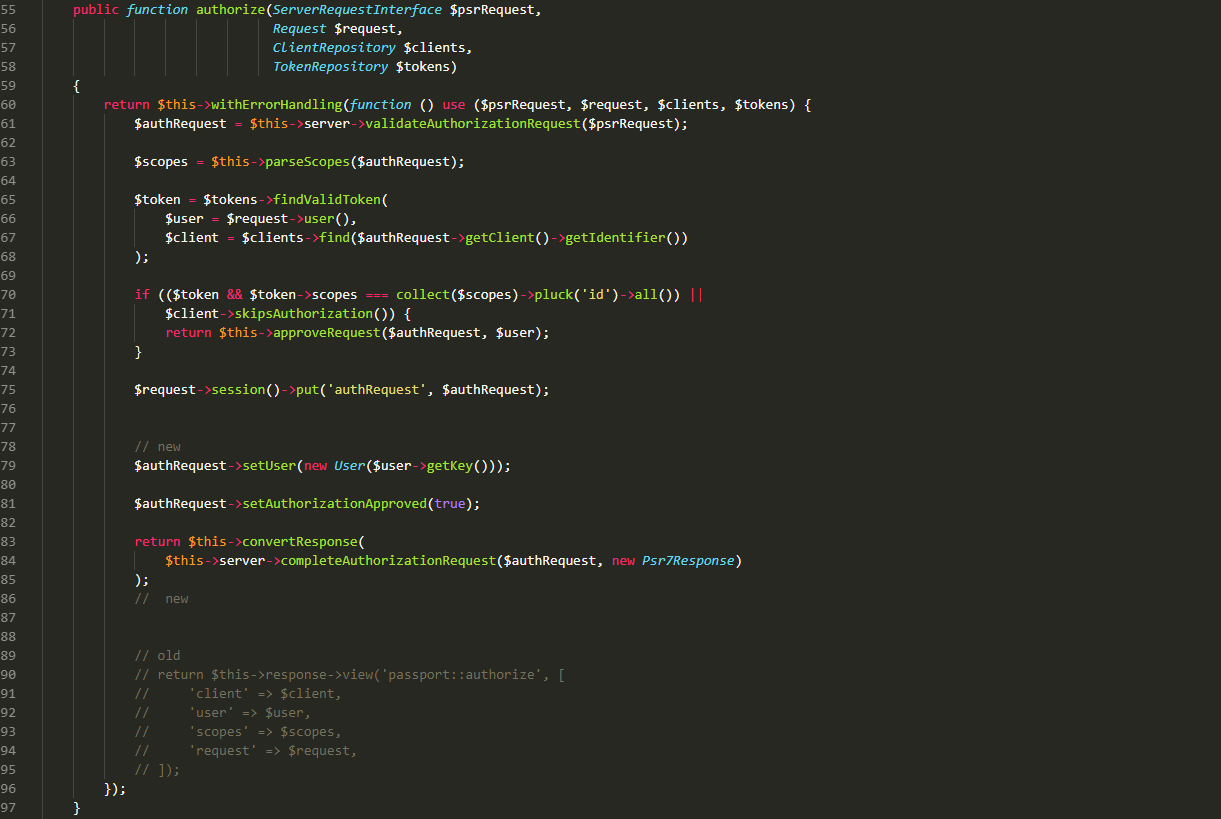 55 public function authorize(ServerRequestInterface $psrRequest,
56 Request $request,
57 ClientRepository $clients,
58 TokenRepository $tokens)
59 {
60 return $this->withErrorHandling(function () use ($psrRequest, $request, $clients, $tokens) {
61 $authRequest = $this->server->validateAuthorizationRequest($psrRequest);
62
63 $scopes = $this->parseScopes($authRequest);
64
65 $token = $tokens->findValidToken(
66 $user = $request->user(),
67 $client = $clients->find($authRequest->getClient()->getIdentifier())
68 );
69
70 if (($token && $token->scopes === collect($scopes)->pluck('id')->all()) ||
71 $client->skipsAuthorization()) {
72 return $this->approveRequest($authRequest, $user);
73 }
74
75 $request->session()->put('authRequest', $authRequest);
76
77
78 // new
79 $authRequest->setUser(new User($user->getKey()));
80
81 $authRequest->setAuthorizationApproved(true);
82
83 return $this->convertResponse(
84 $this->server->completeAuthorizationRequest($authRequest, new Psr7Response)
85 );
86 //  new
87
88
89 // old
90 // return $this->response->view('passport::authorize', [
91 //     'client' => $client,
92 //     'user' => $user,
93 //     'scopes' => $scopes,
94 //     'request' => $request,
95 // ]);
96 });
97 }